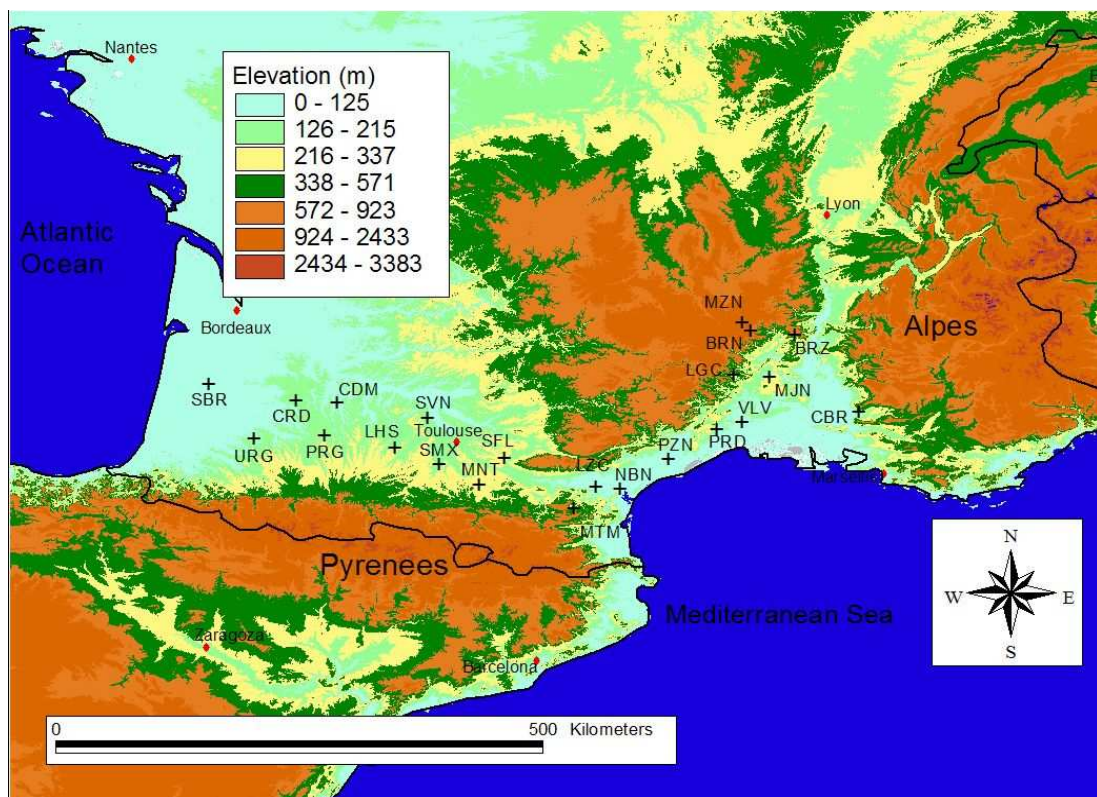 Nantes
Elevation (m)
0 - 125
126 - 215
216 - 337
338 - 571
572 - 923
924 - 2433
2434 - 3383
Atlantic
Ocean
Lyon
Bordeaux
MZN
BRN
BRZ
Alpes
LGC
MJN
SBR
CRD
CDM
SVN
VLV
CBR
URG
PRG
LHS
Toulouse
SMX
SFL
MNT
LZC
NBN
PZN
PRD
Marseille
MTM
Pyrenees
Mediterranean Sea
N
W
E
S
Zaragoza
Barcelona
0
500 Kilometers